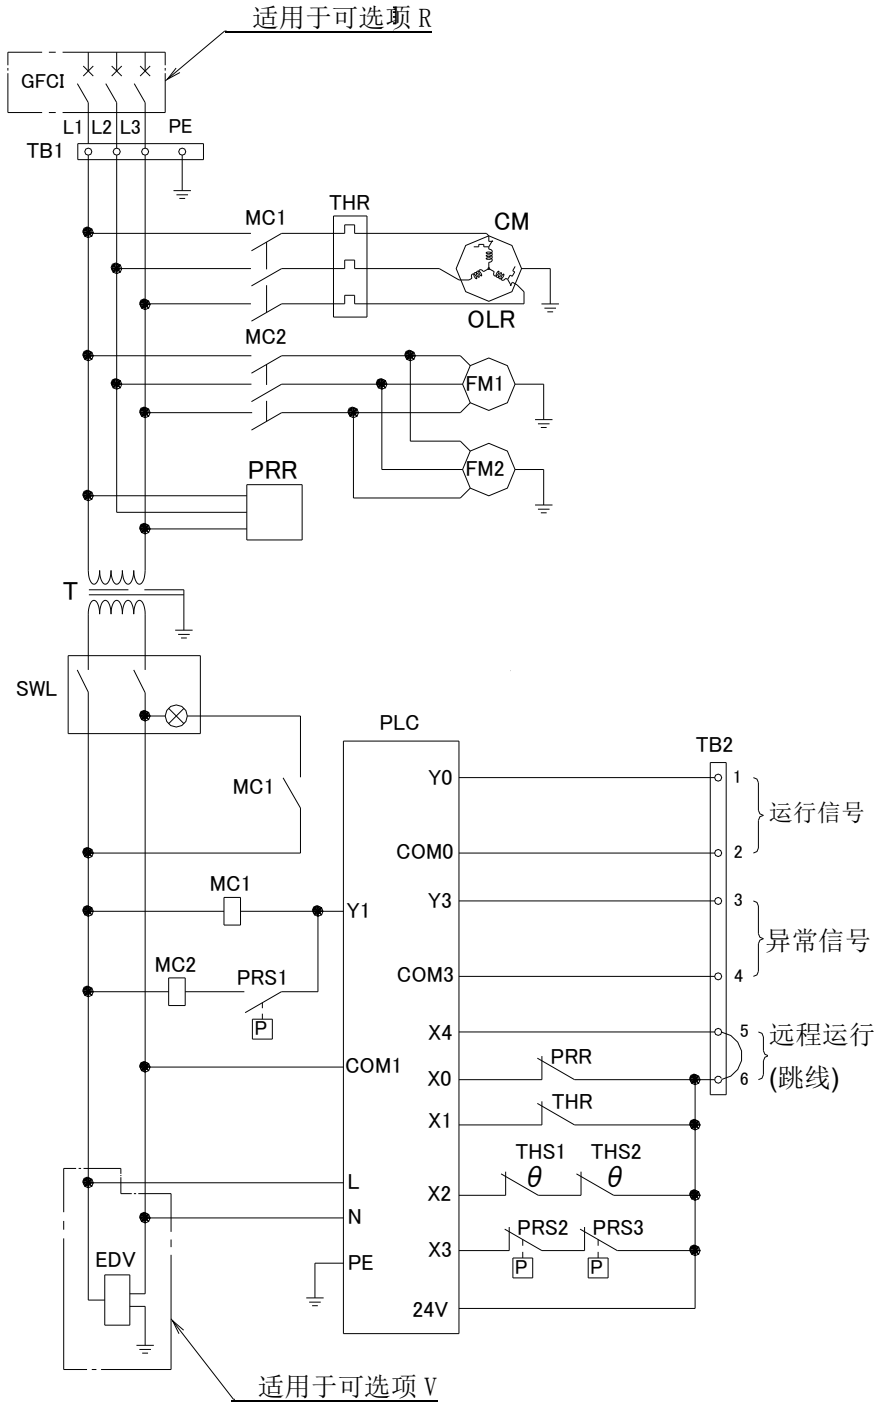 适用于可选项 R
GFCI
L1 L2 L3 PE
TB1
MC1 THR CM
OLR
MC2
FM1
PRR FM2
T
SWL
PLC
TB2
Y0 1
MC1 运行信号
COM0 2
MC1 Y3 3
Y1
异常信号
MC2 PRS1 COM3 4
P
X4 5 远程运行
COM1 X0 PRR 6 (跳线)
X1 THR
THS1 THS2
L X2 θ θ
N
PRS2 PRS3
EDV PE X3
P P
24V
适用于可选项 V